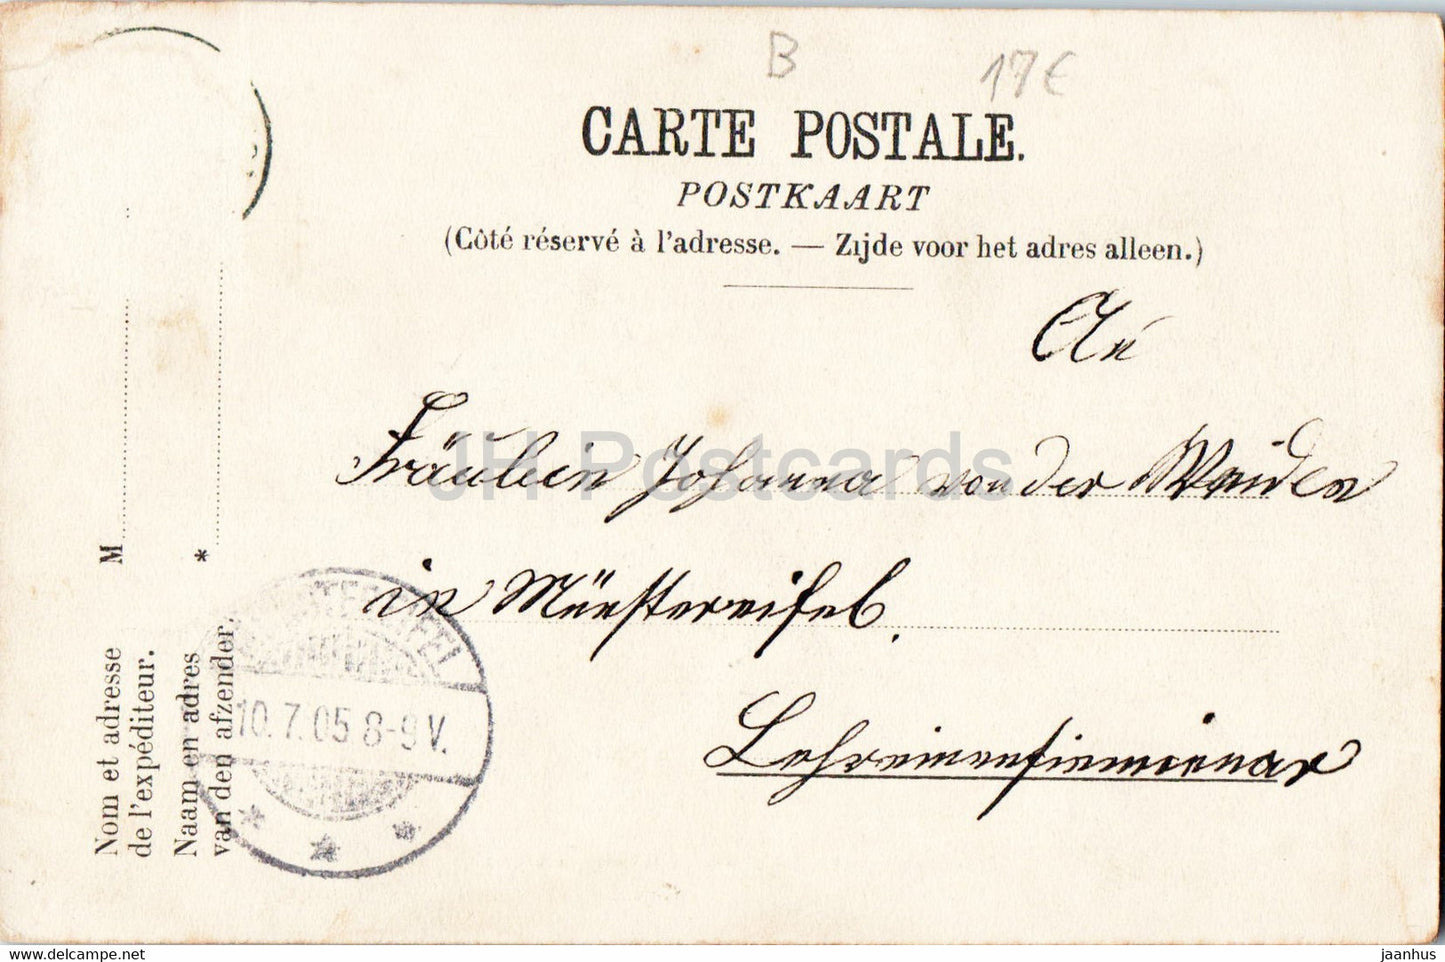 B
17€
CARTE POSTALE.
POSTKAART
(Côté réservé à l'adresse. — Zijde voor het adres alleen.)
An
Fräulein Johanna von der Weiden
in Münstereifel.
Lehrerinnenseminar
M
*
Nom et adresse
de l'expéditeur.
Naam en adres
van den afzender.
MÜNSTEREIFEL
10.7.05 8-9V.
* * *
JH Postcards
www.delcampe.net
jaanhus